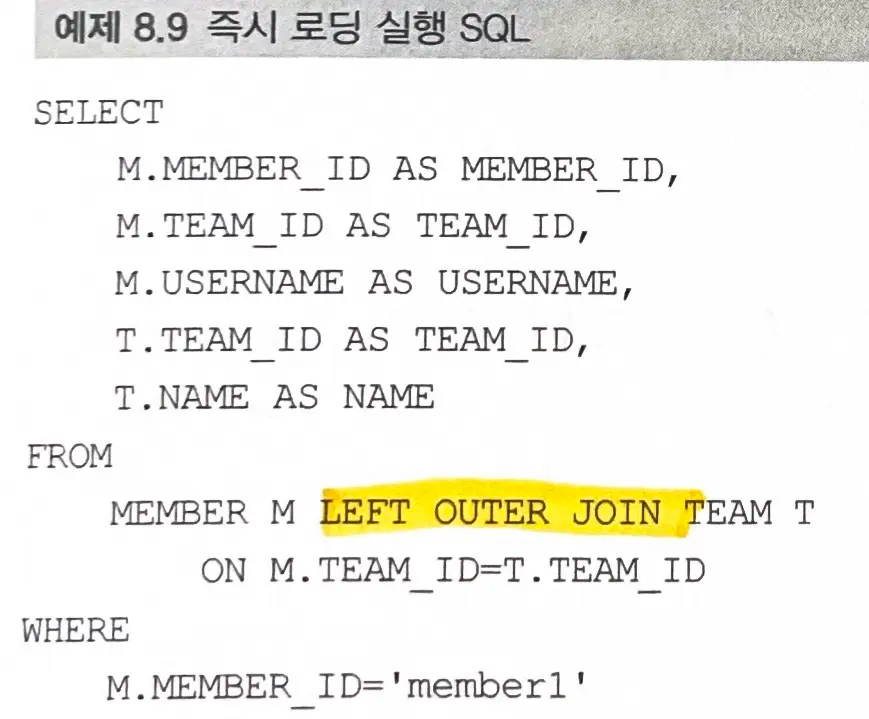 예제 8.9 즉시 로딩 실행 SQL
SELECT
M.MEMBER_ID AS MEMBER_ID,
M.TEAM_ID AS TEAM_ID,
M.USERNAME AS USERNAME,
T.TEAM_ID AS TEAM_ID,
T.NAME AS NAME
FROM
MEMBER M LEFT OUTER JOIN TEAM T
ON M.TEAM_ID=T.TEAM_ID
WHERE
M.MEMBER_ID='member1'